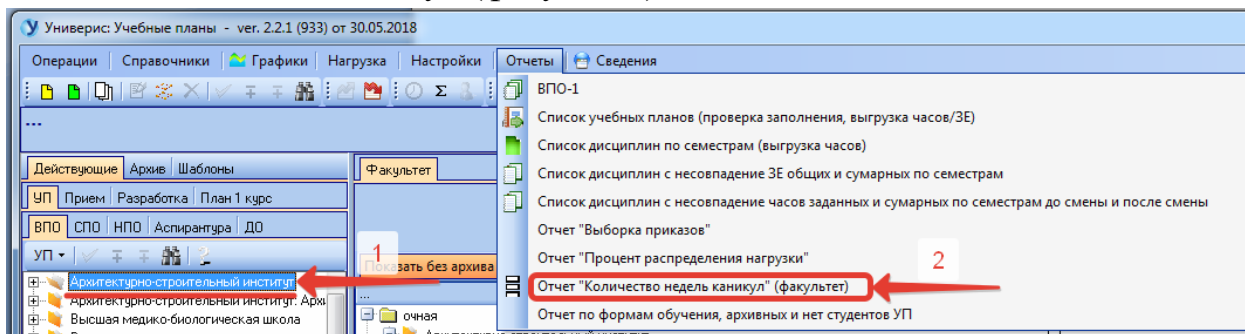 Универис: Учебные планы - ver. 2.2.1 (933) от 30.05.2018
Операции Справочники Графики Нагрузка Настройки Отчеты Сведения
ВПО-1
Список учебных планов (проверка заполнения, выгрузка часов/ЗЕ)
Список дисциплин по семестрам (выгрузка часов)
Список дисциплин с несовпадение ЗЕ общих и сумарных по семестрам
Список дисциплин с несовпадение часов заданных и сумарных по семестрам до смены и после смены
Отчет "Выборка приказов"
Отчет "Процент распределения нагрузки"
Отчет "Количество недель каникул" (факультет)
Отчет по формам обучения, архивных и нет студентов УП
...
Действующие Архив Шаблоны
УП Прием Разработка План 1 курс
ВПО СПО НПО Аспирантура ДО
УП
Архитектурно-строительный институт
Архитектурно-строительный институт: Архи
Высшая медико-биологическая школа
Факультет
Показать без архива
...
очная
1
2